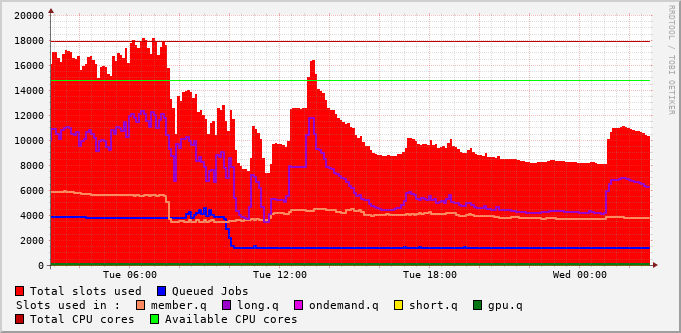 20000
18000
16000
14000
12000
10000
8000
6000
4000
2000
0
Tue 06:00 Tue 12:00 Tue 18:00 Wed 00:00
RRDTOOL / TOBI OETIKER
Total slots used Queued Jobs
Slots used in : member.q long.q ondemand.q short.q gpu.q
Total CPU cores Available CPU cores